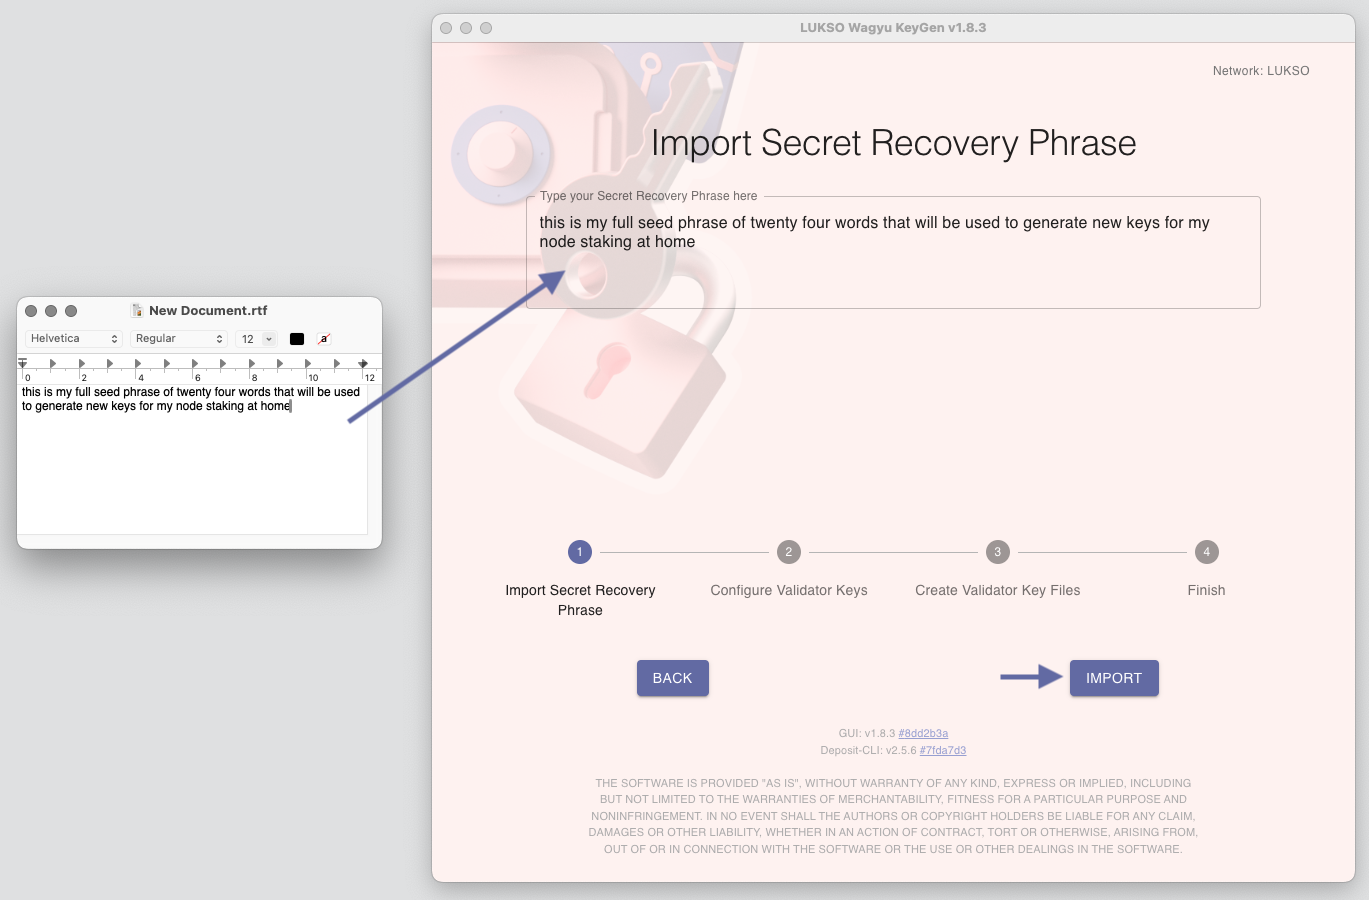 LUKSO Wagyu KeyGen v1.8.3
Network: LUKSO
Import Secret Recovery Phrase
Type your Secret Recovery Phrase here
this is my full seed phrase of twenty four words that will be used to generate new keys for my
node staking at home
New Document.rtf
Helvetica
Regular
12
a
0 2 4 6 8 10 12
this is my full seed phrase of twenty four words that will be used
to generate new keys for my node staking at home
1
2
3
4
Import Secret Recovery
Phrase
Configure Validator Keys
Create Validator Key Files
Finish
BACK
IMPORT
GUI: v1.8.3 #8dd2b3a
Deposit-CLI: v2.5.6 #7fda7d3
THE SOFTWARE IS PROVIDED "AS IS", WITHOUT WARRANTY OF ANY KIND, EXPRESS OR IMPLIED, INCLUDING
BUT NOT LIMITED TO THE WARRANTIES OF MERCHANTABILITY, FITNESS FOR A PARTICULAR PURPOSE AND
NONINFRINGEMENT. IN NO EVENT SHALL THE AUTHORS OR COPYRIGHT HOLDERS BE LIABLE FOR ANY CLAIM,
DAMAGES OR OTHER LIABILITY, WHETHER IN AN ACTION OF CONTRACT, TORT OR OTHERWISE, ARISING FROM,
OUT OF OR IN CONNECTION WITH THE SOFTWARE OR THE USE OR OTHER DEALINGS IN THE SOFTWARE.